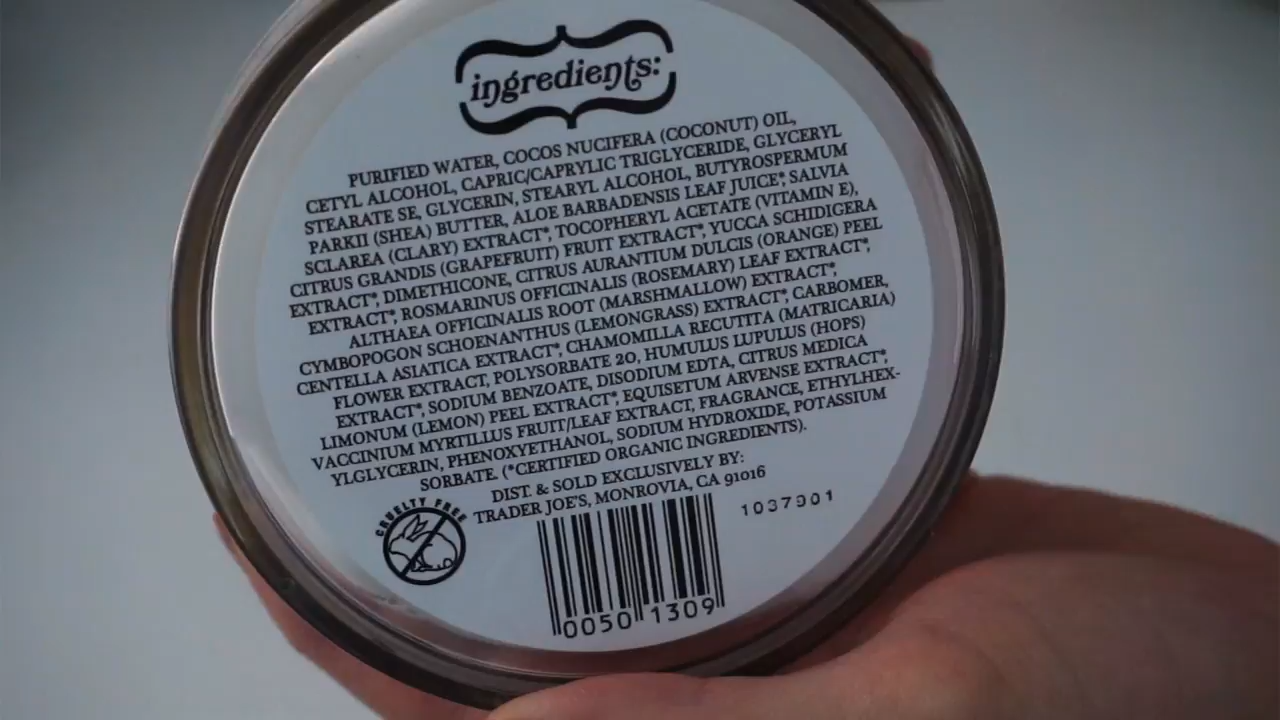 ingredients:
PURIFIED WATER, COCOS NUCIFERA (COCONUT) OIL,
CETYL ALCOHOL, CAPRIC/CAPRYLIC TRIGLYCERIDE, GLYCERYL
STEARATE SE, GLYCERIN, STEARYL ALCOHOL, BUTYROSPERMUM
PARKII (SHEA) BUTTER, ALOE BARBADENSIS LEAF JUICE*, SALVIA
SCLAREA (CLARY) EXTRACT*, TOCOPHERYL ACETATE (VITAMIN E),
CITRUS GRANDIS (GRAPEFRUIT) FRUIT EXTRACT*, YUCCA SCHIDIGERA
EXTRACT*, DIMETHICONE, CITRUS AURANTIUM DULCIS (ORANGE) PEEL
EXTRACT*, ROSMARINUS OFFICINALIS (ROSEMARY) LEAF EXTRACT*,
ALTHAEA OFFICINALIS ROOT (MARSHMALLOW) EXTRACT*,
CYMBOPOGON SCHOENANTHUS (LEMONGRASS) EXTRACT*, CARBOMER,
CENTELLA ASIATICA EXTRACT*, CHAMOMILLA RECUTITA (MATRICARIA)
FLOWER EXTRACT, POLYSORBATE 20, HUMULUS LUPULUS (HOPS)
EXTRACT*, SODIUM BENZOATE, DISODIUM EDTA, CITRUS MEDICA
LIMONUM (LEMON) PEEL EXTRACT*, EQUISETUM ARVENSE EXTRACT*,
VACCINIUM MYRTILLUS FRUIT/LEAF EXTRACT, FRAGRANCE, ETHYLHEX-
YLGLYCERIN, PHENOXYETHANOL, SODIUM HYDROXIDE, POTASSIUM
SORBATE. (*CERTIFIED ORGANIC INGREDIENTS).
DIST. & SOLD EXCLUSIVELY BY:
TRADER JOE'S, MONROVIA, CA 91016
CRUELTY FREE
1037901
0050 1309